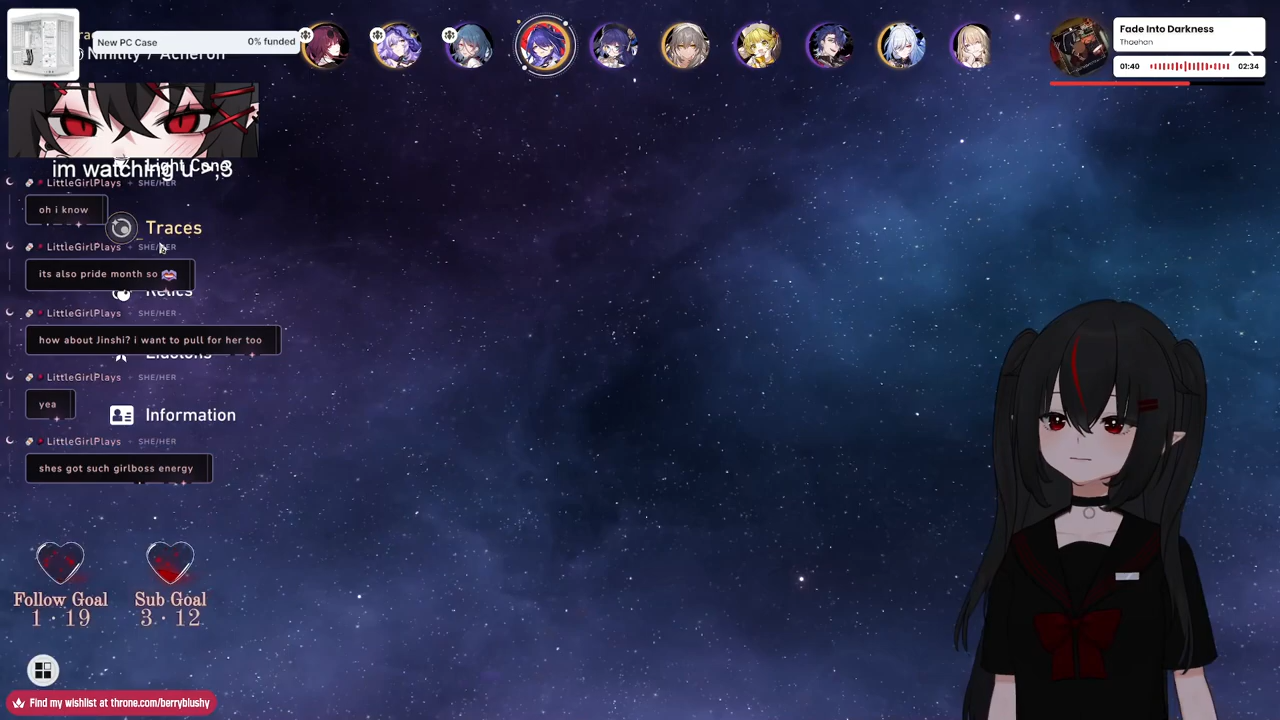 New PC Case
0% funded
Nihility / Acheron
Fade Into Darkness
Thaehan
01:40
02:34
im watching u >;3
Light Cone
LittleGirlPlays
SHE/HER
oh i know
Traces
LittleGirlPlays
SHE/HER
its also pride month so
Relics
LittleGirlPlays
SHE/HER
how about Jinshi? i want to pull for her too
Eidolons
LittleGirlPlays
SHE/HER
yea
Information
LittleGirlPlays
SHE/HER
shes got such girlboss energy
Follow Goal
1 · 19
Sub Goal
3 · 12
Find my wishlist at throne.com/berryblushy